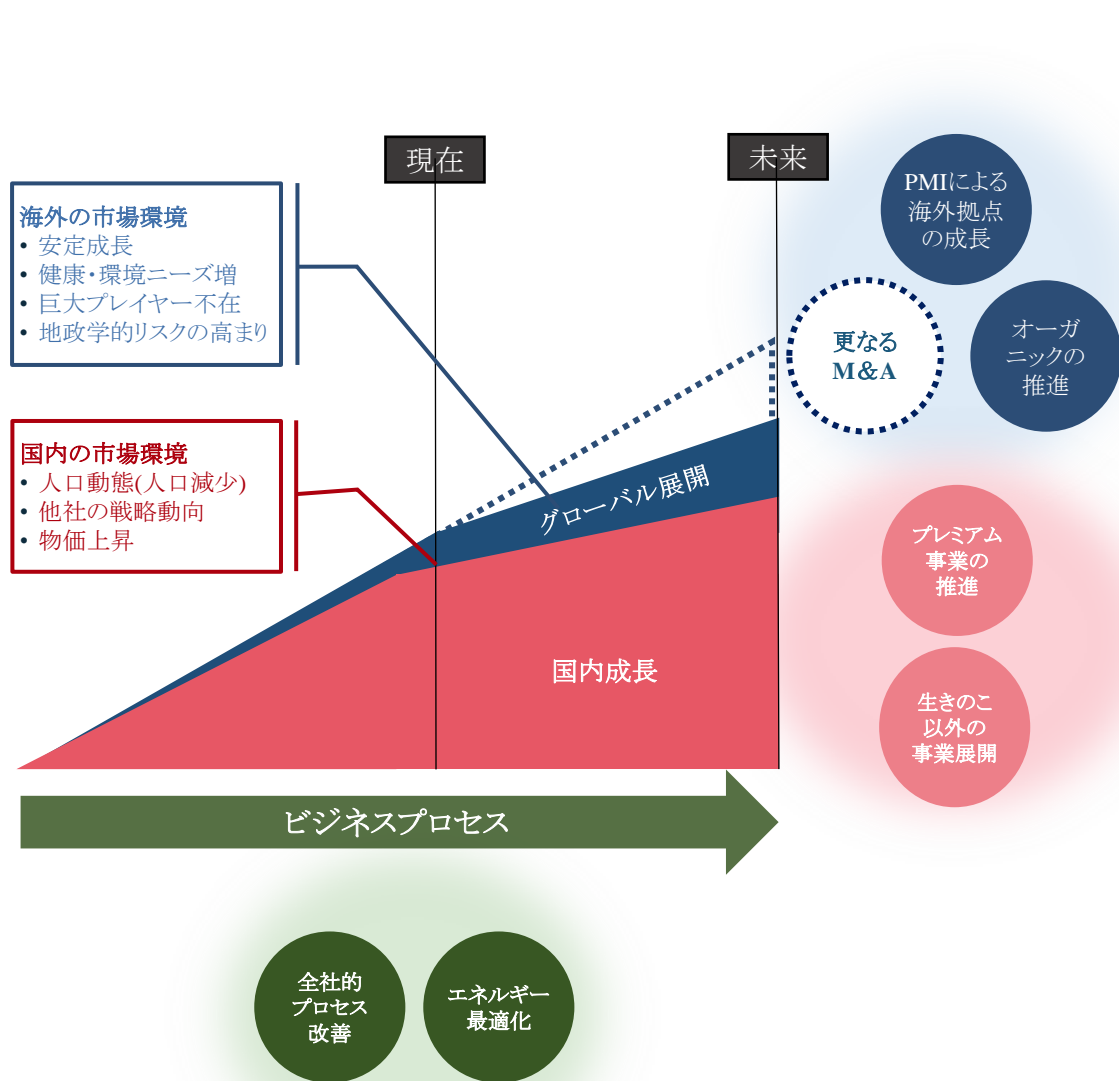 現在
未来
海外の市場環境
• 安定成長
• 健康・環境ニーズ増
• 巨大プレイヤー不在
• 地政学的リスクの高まり
国内の市場環境
• 人口動態(人口減少)
• 他社の戦略動向
• 物価上昇
グローバル展開
国内成長
PMIによる
海外拠点
の成長
更なる
M&A
オーガ
ニックの
推進
プレミアム
事業の
推進
生きのこ
以外の
事業展開
ビジネスプロセス
全社的
プロセス
改善
エネルギー
最適化